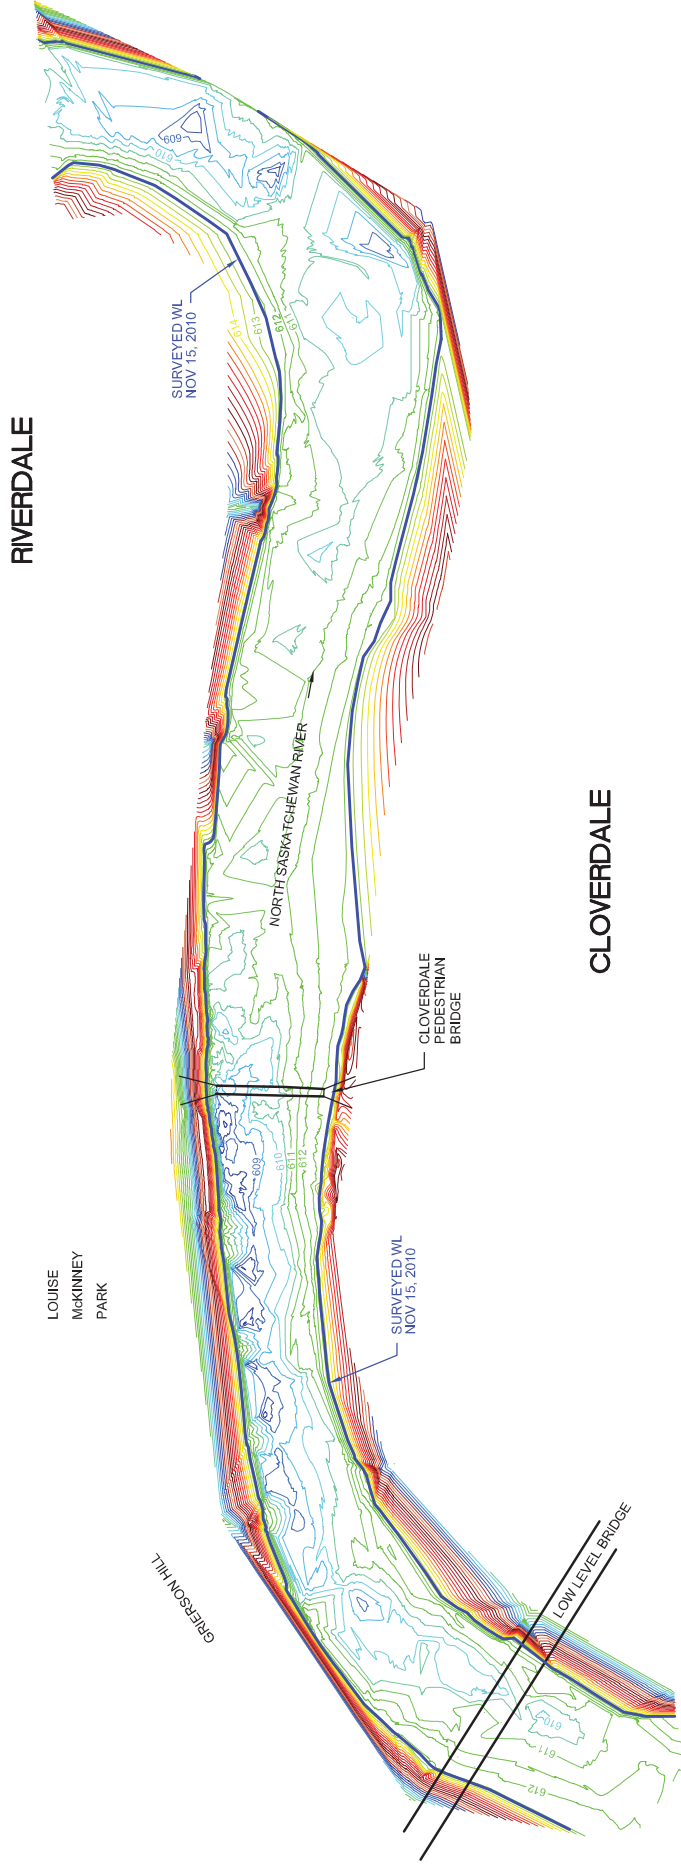 RIVERDALE
609
610
SURVEYED WL
NOV 15, 2010
614
613
612
611
NORTH SASKATCHEWAN RIVER
CLOVERDALE
CLOVERDALE
PEDESTRIAN
BRIDGE
609
610
611
612
LOUISE
McKINNEY
PARK
SURVEYED WL
NOV 15, 2010
GRIERSON HILL
LOW LEVEL BRIDGE
610
611
612